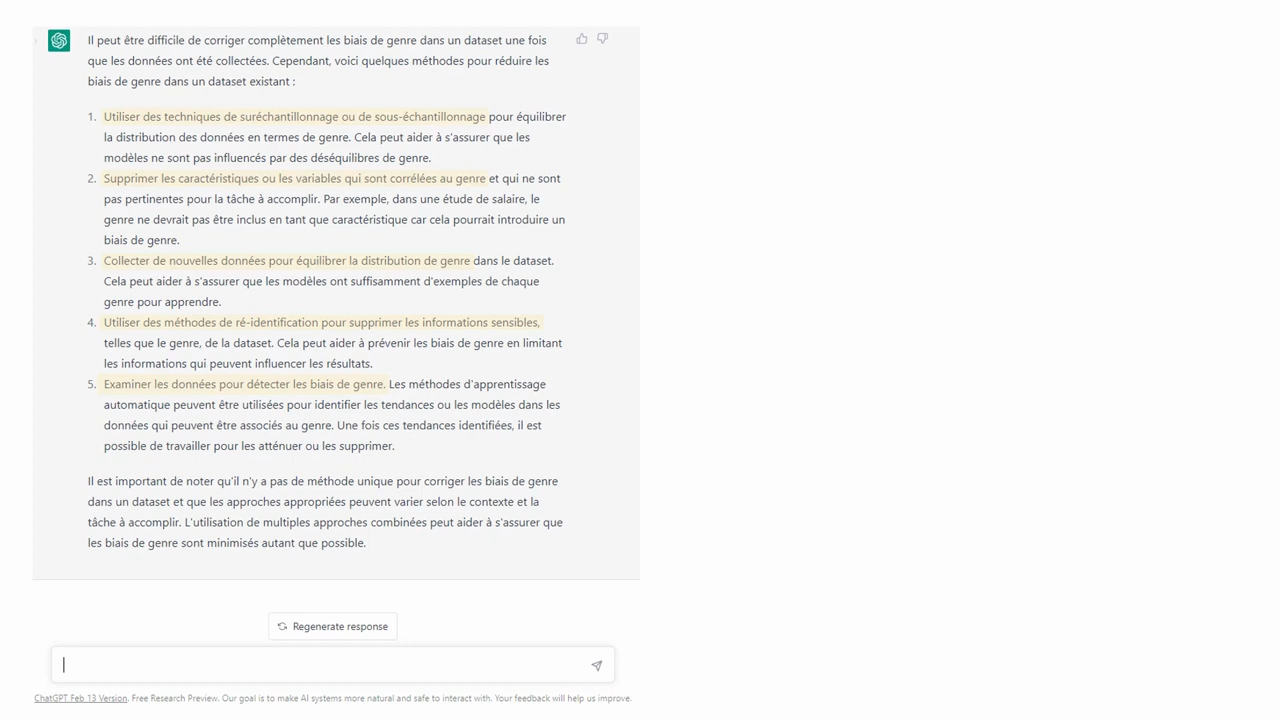 Il peut être difficile de corriger complètement les biais de genre dans un dataset une fois
que les données ont été collectées. Cependant, voici quelques méthodes pour réduire les
biais de genre dans un dataset existant :
1. Utiliser des techniques de suréchantillonnage ou de sous-échantillonnage pour équilibrer
la distribution des données en termes de genre. Cela peut aider à s'assurer que les
modèles ne sont pas influencés par des déséquilibres de genre.
2. Supprimer les caractéristiques ou les variables qui sont corrélées au genre et qui ne sont
pas pertinentes pour la tâche à accomplir. Par exemple, dans une étude de salaire, le
genre ne devrait pas être inclus en tant que caractéristique car cela pourrait introduire un
biais de genre.
3. Collecter de nouvelles données pour équilibrer la distribution de genre dans le dataset.
Cela peut aider à s'assurer que les modèles ont suffisamment d'exemples de chaque
genre pour apprendre.
4. Utiliser des méthodes de ré-identification pour supprimer les informations sensibles,
telles que le genre, de la dataset. Cela peut aider à prévenir les biais de genre en limitant
les informations qui peuvent influencer les résultats.
5. Examiner les données pour détecter les biais de genre. Les méthodes d'apprentissage
automatique peuvent être utilisées pour identifier les tendances ou les modèles dans les
données qui peuvent être associés au genre. Une fois ces tendances identifiées, il est
possible de travailler pour les atténuer ou les supprimer.
Il est important de noter qu'il n'y a pas de méthode unique pour corriger les biais de genre
dans un dataset et que les approches appropriées peuvent varier selon le contexte et la
tâche à accomplir. L'utilisation de multiples approches combinées peut aider à s'assurer que
les biais de genre sont minimisés autant que possible.
Regenerate response
ChatGPT Feb 13 Version. Free Research Preview. Our goal is to make AI systems more natural and safe to interact with. Your feedback will help us improve.